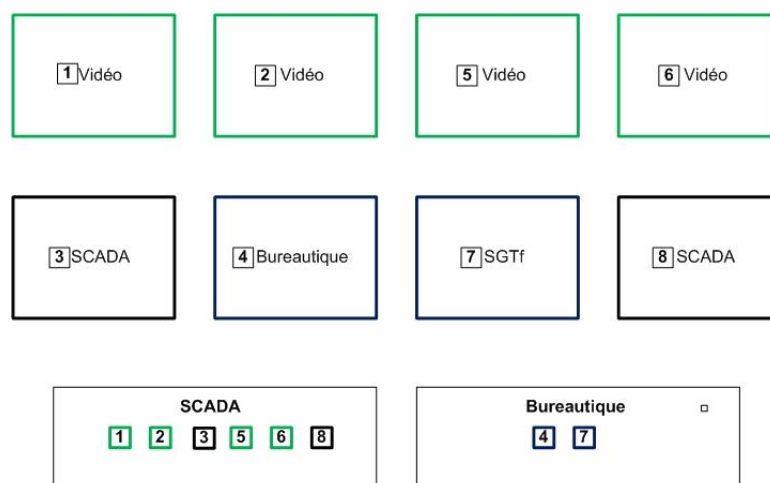 1 Vidéo
2 Vidéo
5 Vidéo
6 Vidéo
3 SCADA
4 Bureautique
7 SGTf
8 SCADA
SCADA
1 2 3 5 6 8
Bureautique
4 7